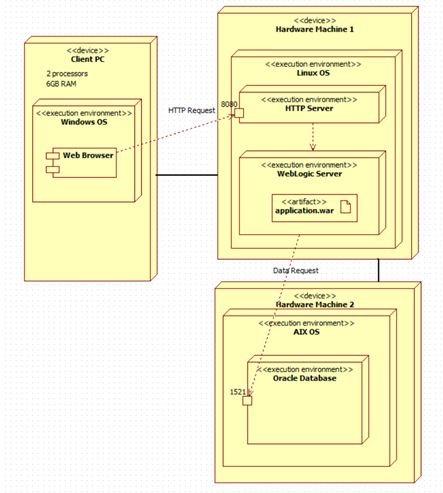 <<device>>
Client PC
2 processors
6GB RAM
<<execution environment>>
Windows OS
Web Browser
HTTP Request
<<device>>
Hardware Machine 1
<<execution environment>>
Linux OS
8080
<<execution environment>>
HTTP Server
<<execution environment>>
WebLogic Server
<<artifact>>
application.war
Data Request
<<device>>
Hardware Machine 2
<<execution environment>>
AIX OS
<<execution environment>>
Oracle Database
1521